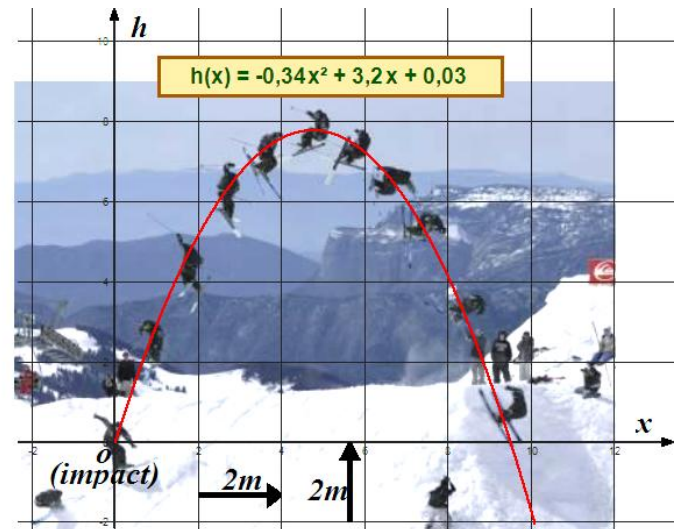 h
10
h(x) = -0,34x² + 3,2x + 0,03
8
6
4
2
-2
o
2
4
6
8
10
12
x
(impact)
2m
2m
-2